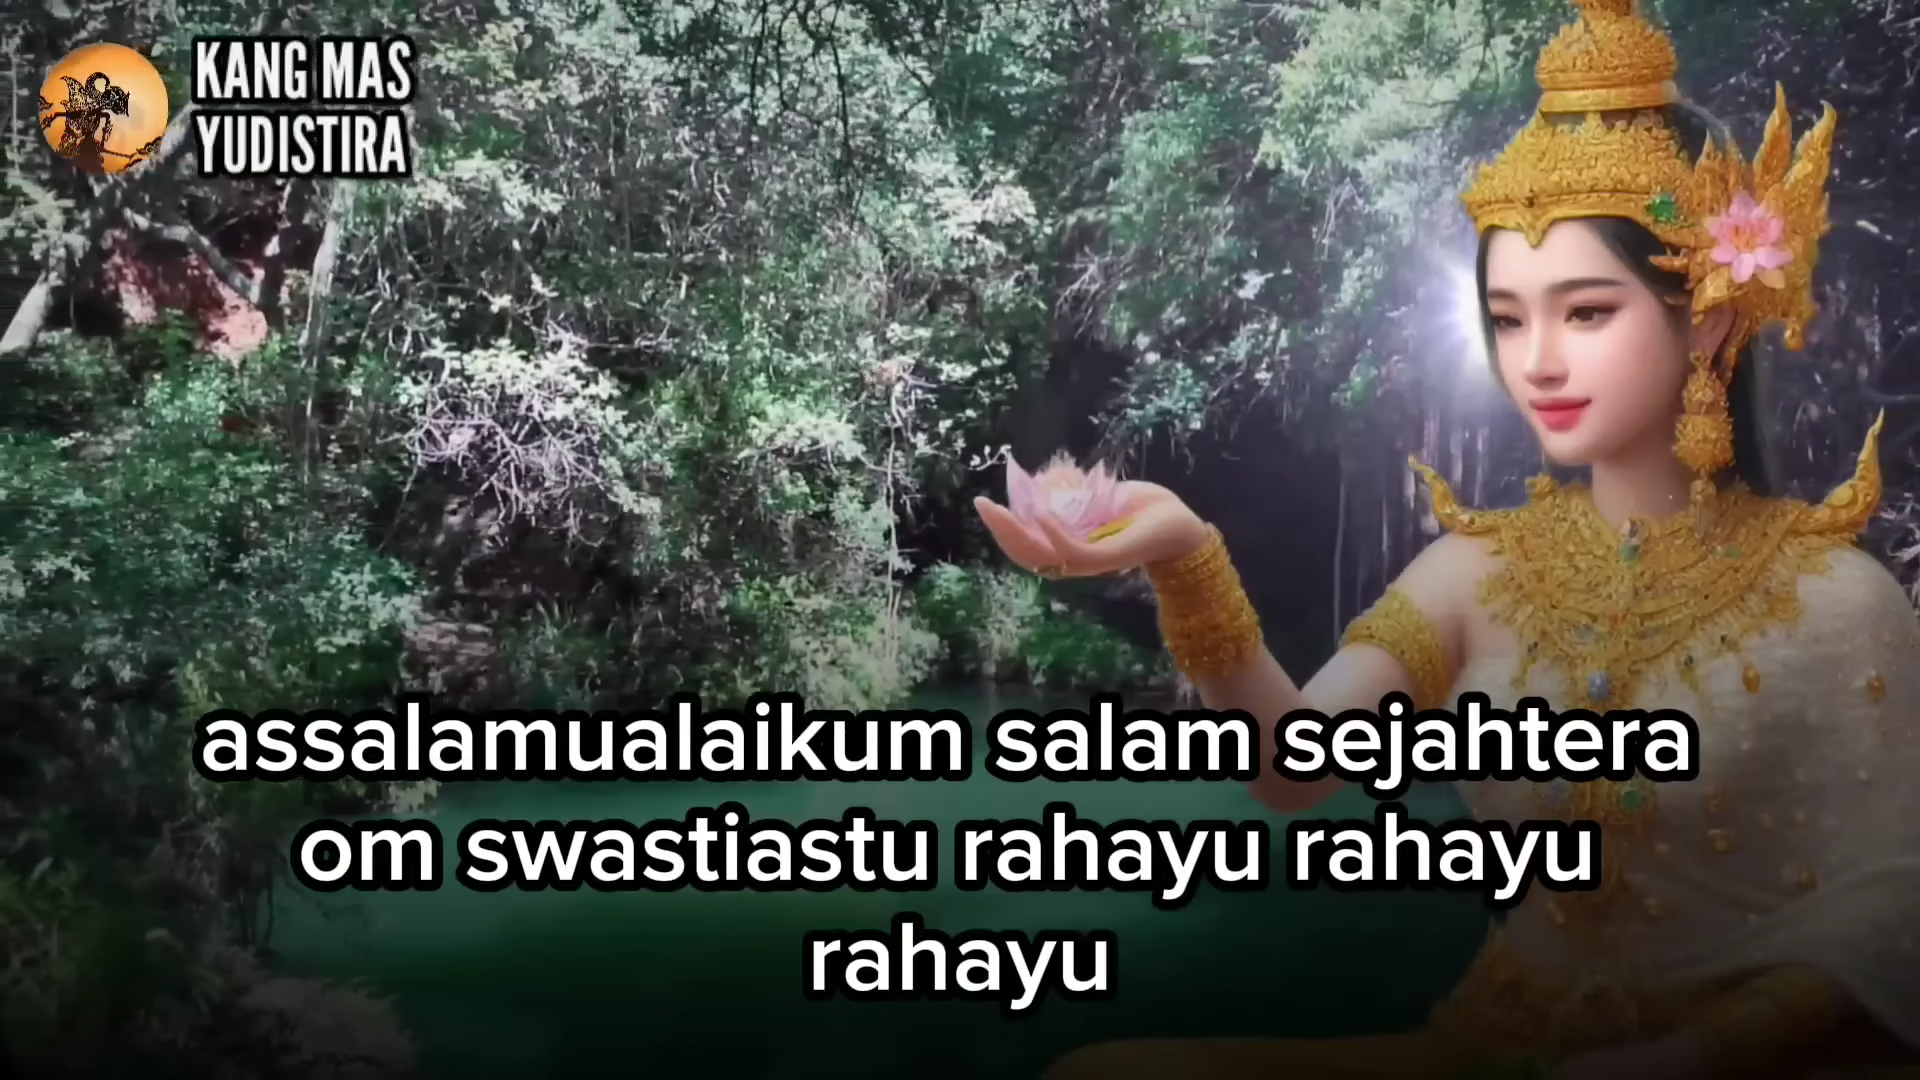 KANG MAS
YUDISTIRA
assalamualaikum salam sejahtera
om swastiastu rahayu rahayu
rahayu